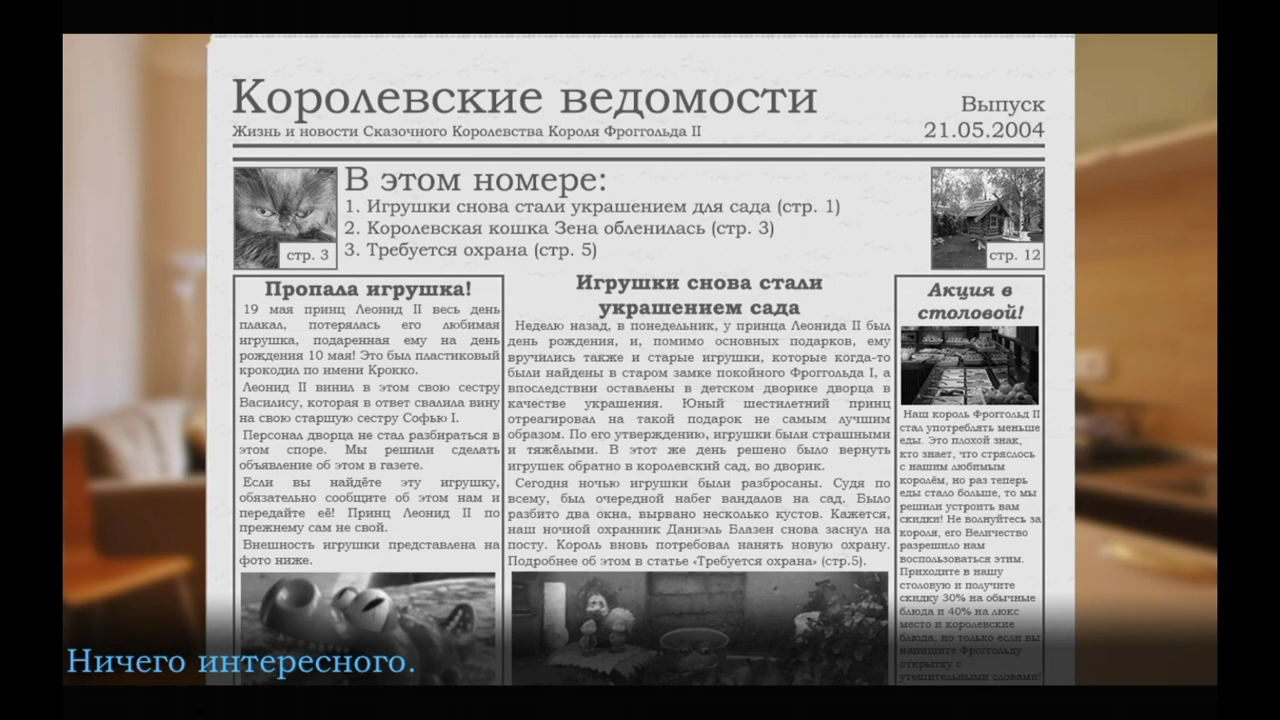 Королевские ведомости
Выпуск
21.05.2004
Жизнь и новости Сказочного Королевства Короля Фроггольда II
В этом номере:
1. Игрушки снова стали украшением для сада (стр. 1)
2. Королевская кошка Зена обленилась (стр. 3)
3. Требуется охрана (стр. 5)
стр. 3
стр. 12
Пропала игрушка!
19 мая принц Леонид II весь день
плакал, потерялась его любимая
игрушка, подаренная ему на день
рождения 10 мая! Это был пластиковый
крокодил по имени Крокко.
Леонид II винил в этом свою сестру
Василису, которая в ответ свалила вину
на свою старшую сестру Софью I.
Персонал дворца не стал разбираться в
этом споре. Мы решили сделать
объявление об этом в газете.
Если вы найдёте эту игрушку,
обязательно сообщите об этом нам и
передайте её! Принц Леонид II по
прежнему сам не свой.
Внешность игрушки представлена на
фото ниже.
Игрушки снова стали
украшением сада
Неделю назад, в понедельник, у принца Леонида II был
день рождения, и, помимо основных подарков, ему
вручились также и старые игрушки, которые когда-то
были найдены в старом замке покойного Фроггольда I, а
впоследствии оставлены в детском дворике дворца в
качестве украшения. Юный шестилетний принц
отреагировал на такой подарок не самым лучшим
образом. По его утверждению, игрушки были страшными
и тяжёлыми. В этот же день решено было вернуть
игрушек обратно в королевский сад, во дворик.
Сегодня ночью игрушки были разбросаны. Судя по
всему, был очередной набег вандалов на сад. Было
разбито два окна, вырвано несколько кустов. Кажется,
наш ночной охранник Даниэль Блазен снова заснул на
посту. Король вновь потребовал нанять новую охрану.
Подробнее об этом в статье «Требуется охрана» (стр.5).
Акция в
столовой!
Наш король Фроггольд II
стал употреблять меньше
еды. Это плохой знак,
кто знает, что стряслось
с нашим любимым
королём, но раз теперь
еды стало больше, то мы
решили устроить вам
скидки! Не волнуйтесь за
короля, его Величество
разрешило нам
воспользоваться этим.
Приходите в нашу
столовую и получите
скидку 30% на обычные
блюда и 40% на люкс
место и королевские
блюда, но только если вы
напишите Фроггольду
открытку с
утешительными словами!
Ничего интересного.